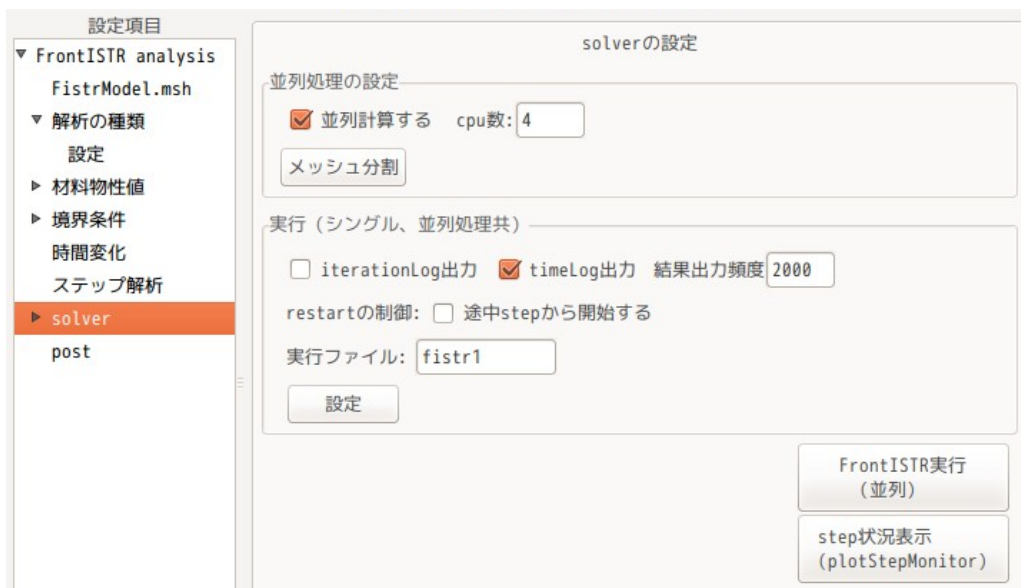 設定項目
FrontISTR analysis
FistrModel.msh
解析の種類
設定
材料物性値
境界条件
時間変化
ステップ解析
solver
post
solverの設定
並列処理の設定
並列計算する cpu数: 4
メッシュ分割
実行（シングル、並列処理共）
iterationLog出力 timeLog出力 結果出力頻度 2000
restartの制御: 途中stepから開始する
実行ファイル: fistr1
設定
FrontISTR実行
(並列)
step状況表示
(plotStepMonitor)